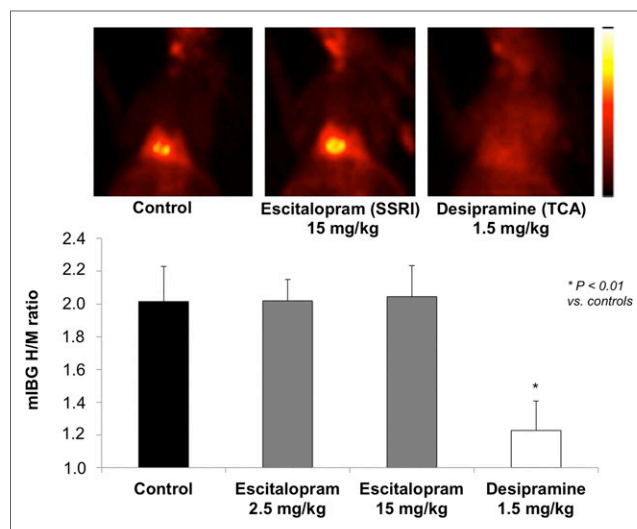 Control
Escitalopram (SSRI)
15 mg/kg
Desipramine (TCA)
1.5 mg/kg
mIBG H/M ratio
2.4
2.2
2.0
1.8
1.6
1.4
1.2
1.0
* P < 0.01
vs. controls
*
Control
Escitalopram
2.5 mg/kg
Escitalopram
15 mg/kg
Desipramine
1.5 mg/kg